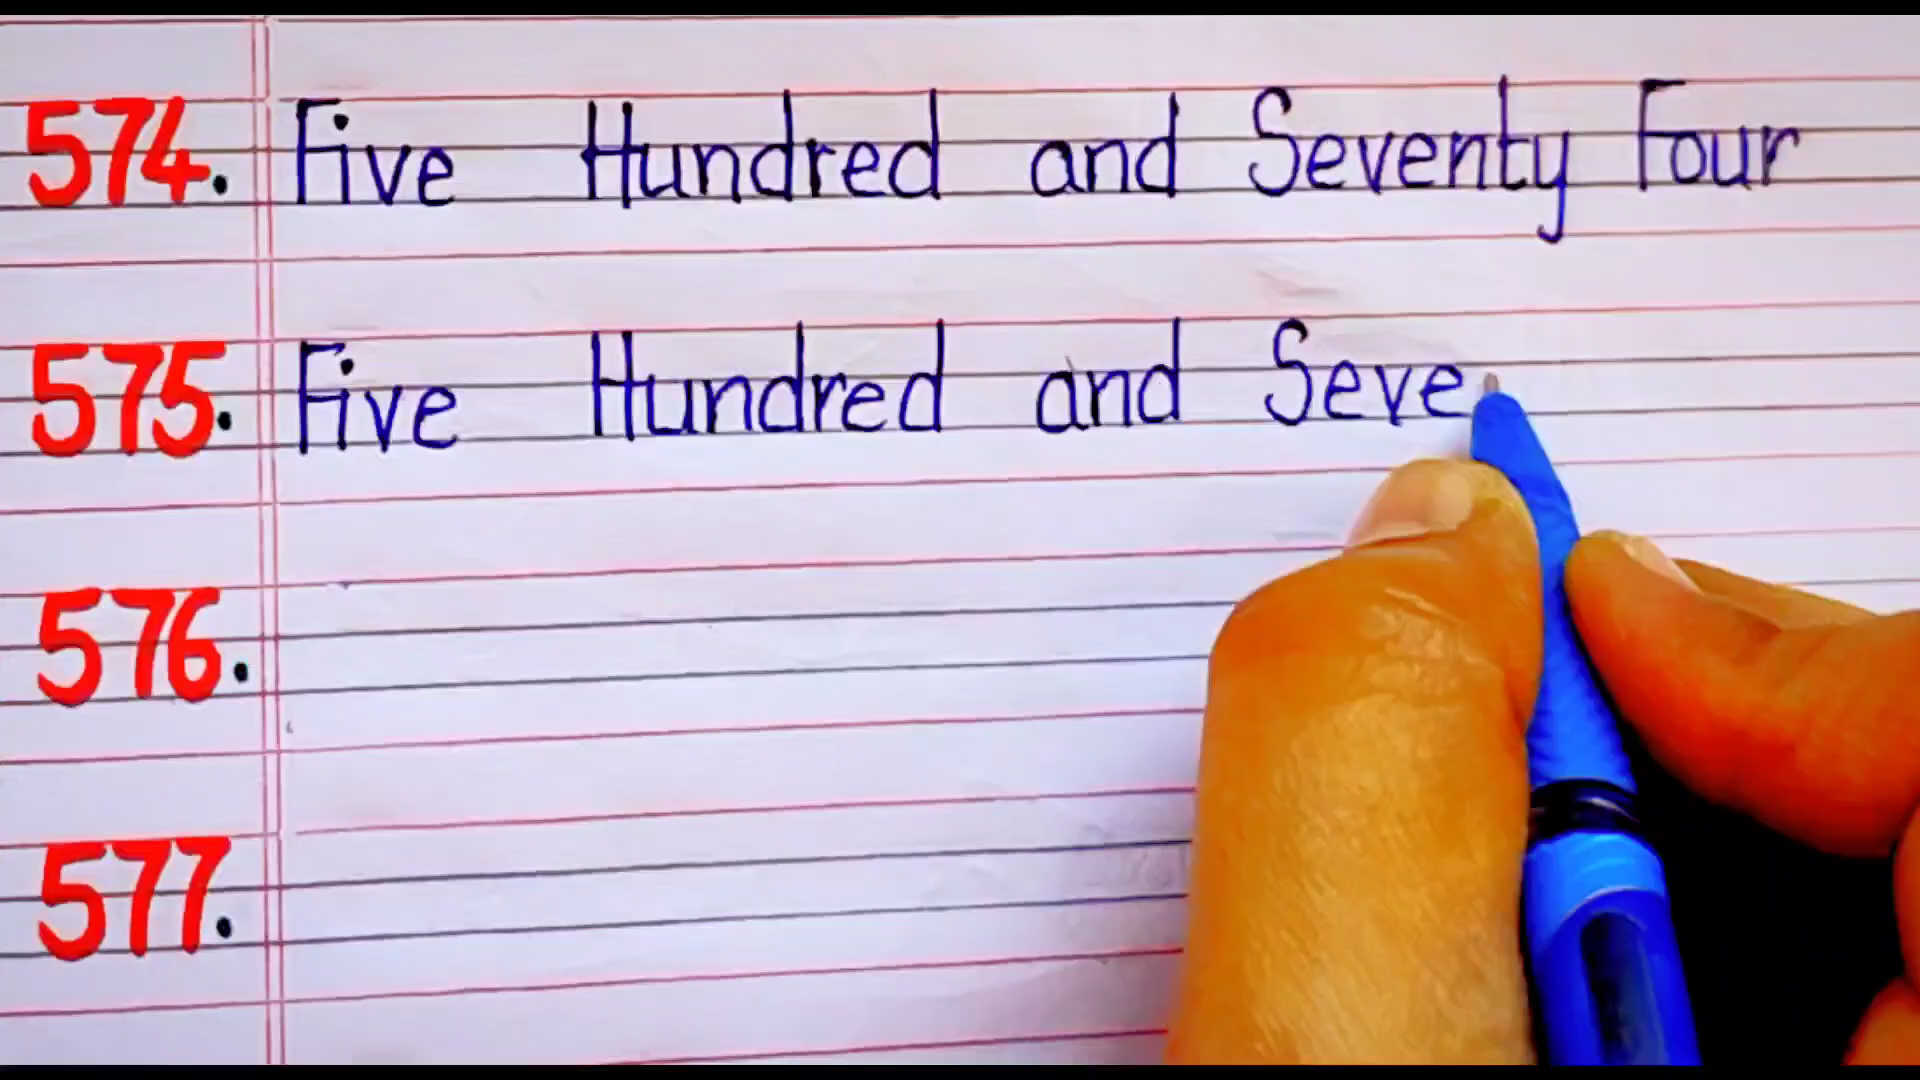 574. Five Hundred and Seventy Four
575. Five Hundred and Seve
576.
577.